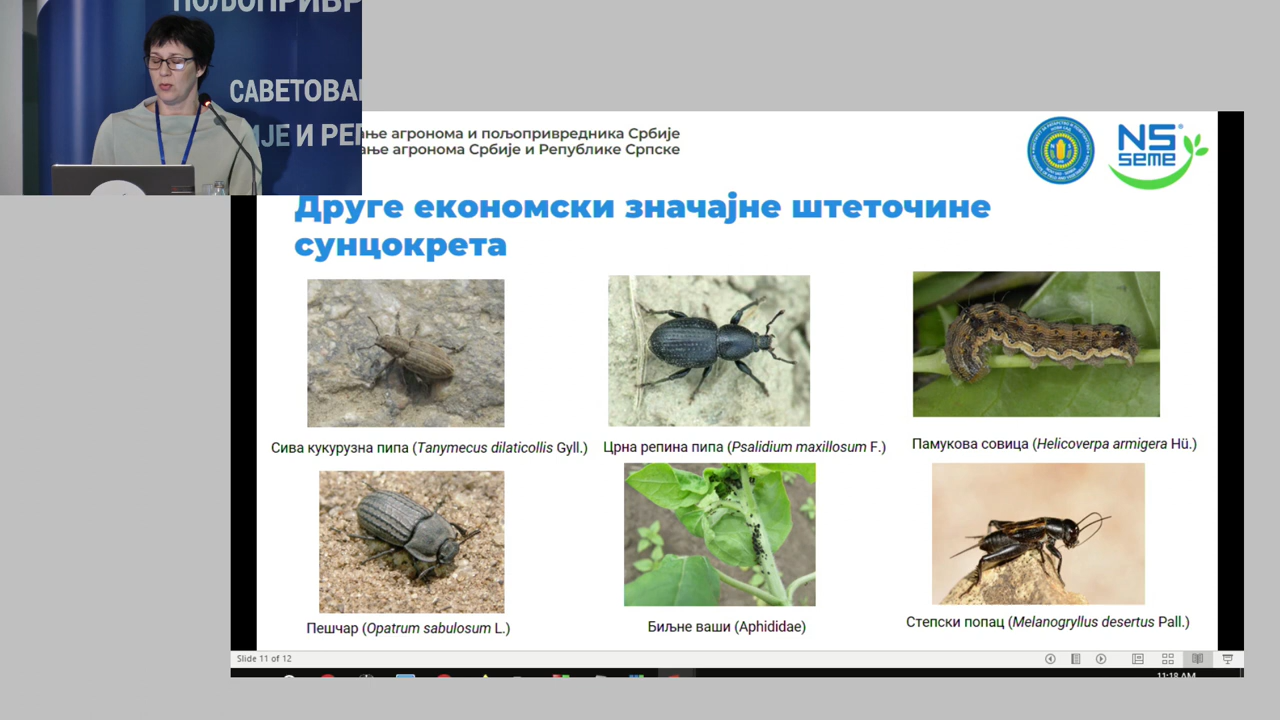 ПОЉОПРИВР
САВЕТОВА
ИЈЕ И РЕП
ање агронома и пољопривредника Србије
ање агронома Србије и Републике Српске
NS
seme
Друге економски значајне штеточине
сунцокрета
Сива кукурузна пипа (Tanymecus dilaticollis Gyll.)
Црна репина пипа (Psalidium maxillosum F.)
Памукова совица (Helicoverpa armigera Hü.)
Пешчар (Opatrum sabulosum L.)
Биљне ваши (Aphididae)
Степски попац (Melanogryllus desertus Pall.)
Slide 11 of 12
11:18 AM